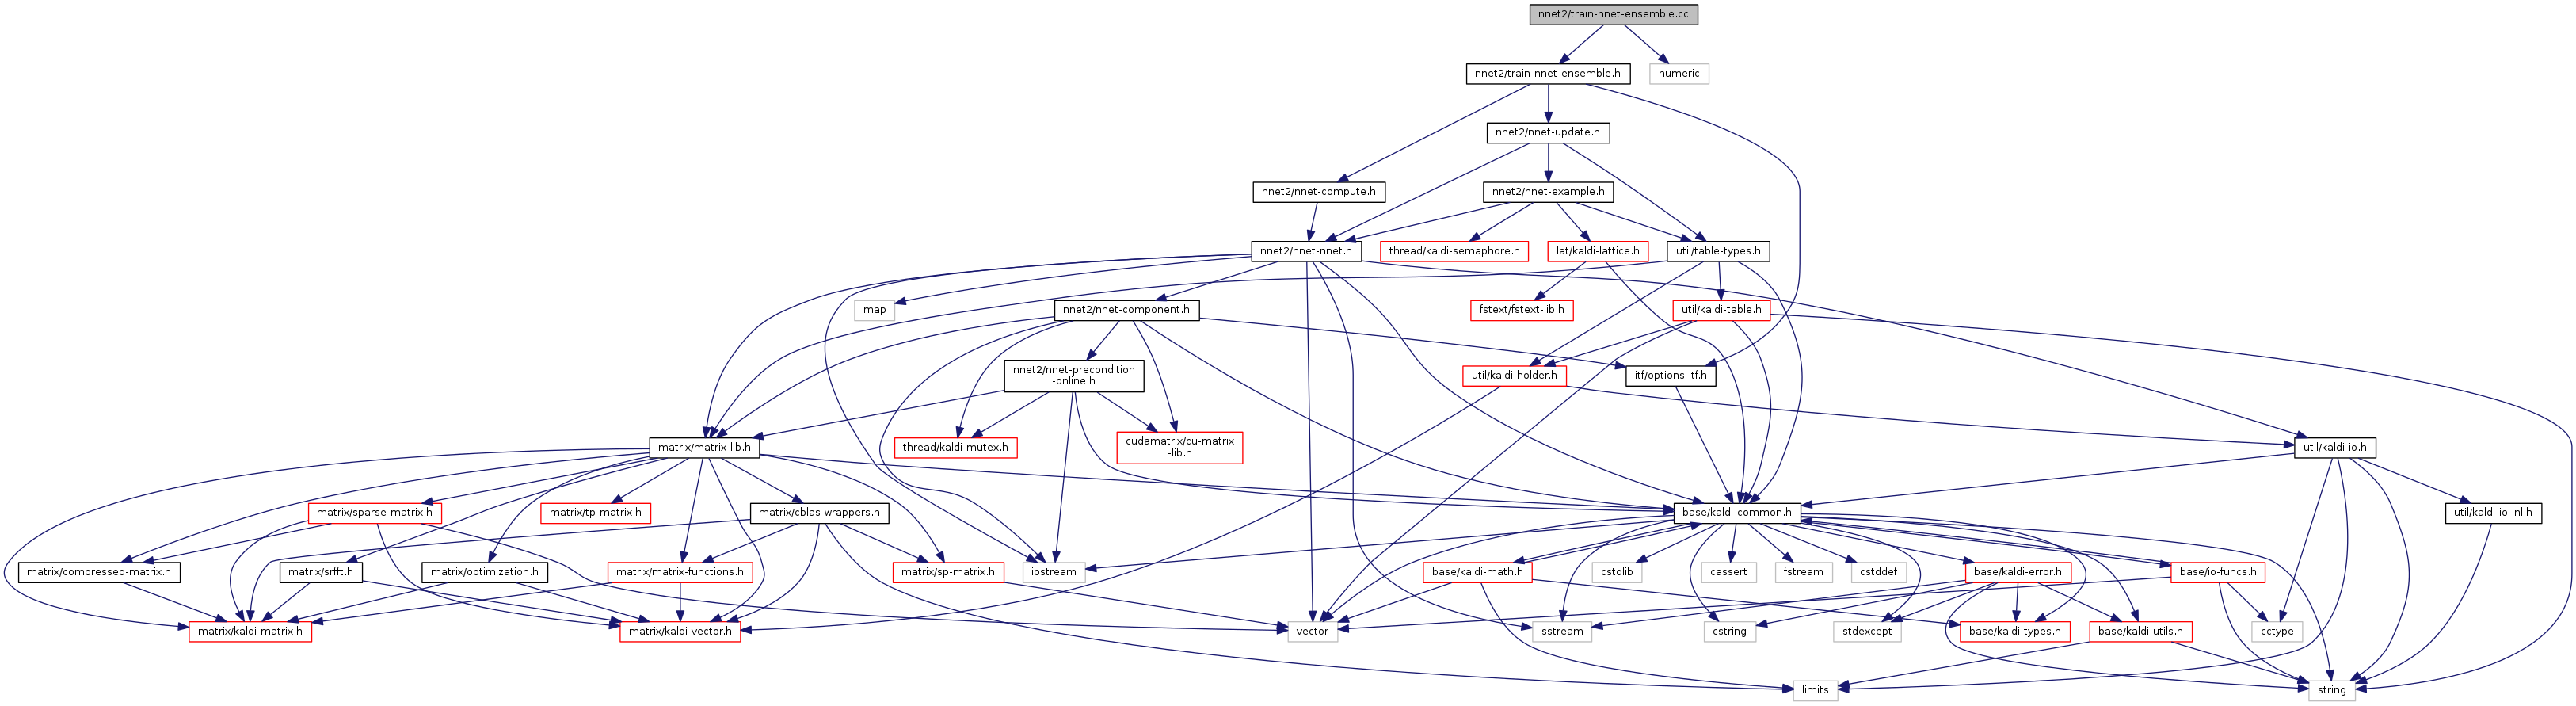 nnet2/train-nnet-ensemble.cc
nnet2/train-nnet-ensemble.h
numeric
nnet2/nnet-update.h
nnet2/nnet-compute.h
nnet2/nnet-example.h
nnet2/nnet-nnet.h
thread/kaldi-semaphore.h
lat/kaldi-lattice.h
util/table-types.h
map
nnet2/nnet-component.h
fstext/fstext-lib.h
util/kaldi-table.h
nnet2/nnet-precondition
-online.h
util/kaldi-holder.h
itf/options-itf.h
matrix/matrix-lib.h
thread/kaldi-mutex.h
cudamatrix/cu-matrix
-lib.h
util/kaldi-io.h
matrix/sparse-matrix.h
matrix/tp-matrix.h
matrix/cblas-wrappers.h
base/kaldi-common.h
util/kaldi-io-inl.h
matrix/compressed-matrix.h
matrix/srfft.h
matrix/optimization.h
matrix/matrix-functions.h
matrix/sp-matrix.h
iostream
base/kaldi-math.h
cstdlib
cassert
fstream
cstddef
base/kaldi-error.h
base/io-funcs.h
matrix/kaldi-matrix.h
matrix/kaldi-vector.h
vector
sstream
cstring
stdexcept
base/kaldi-types.h
base/kaldi-utils.h
cctype
limits
string